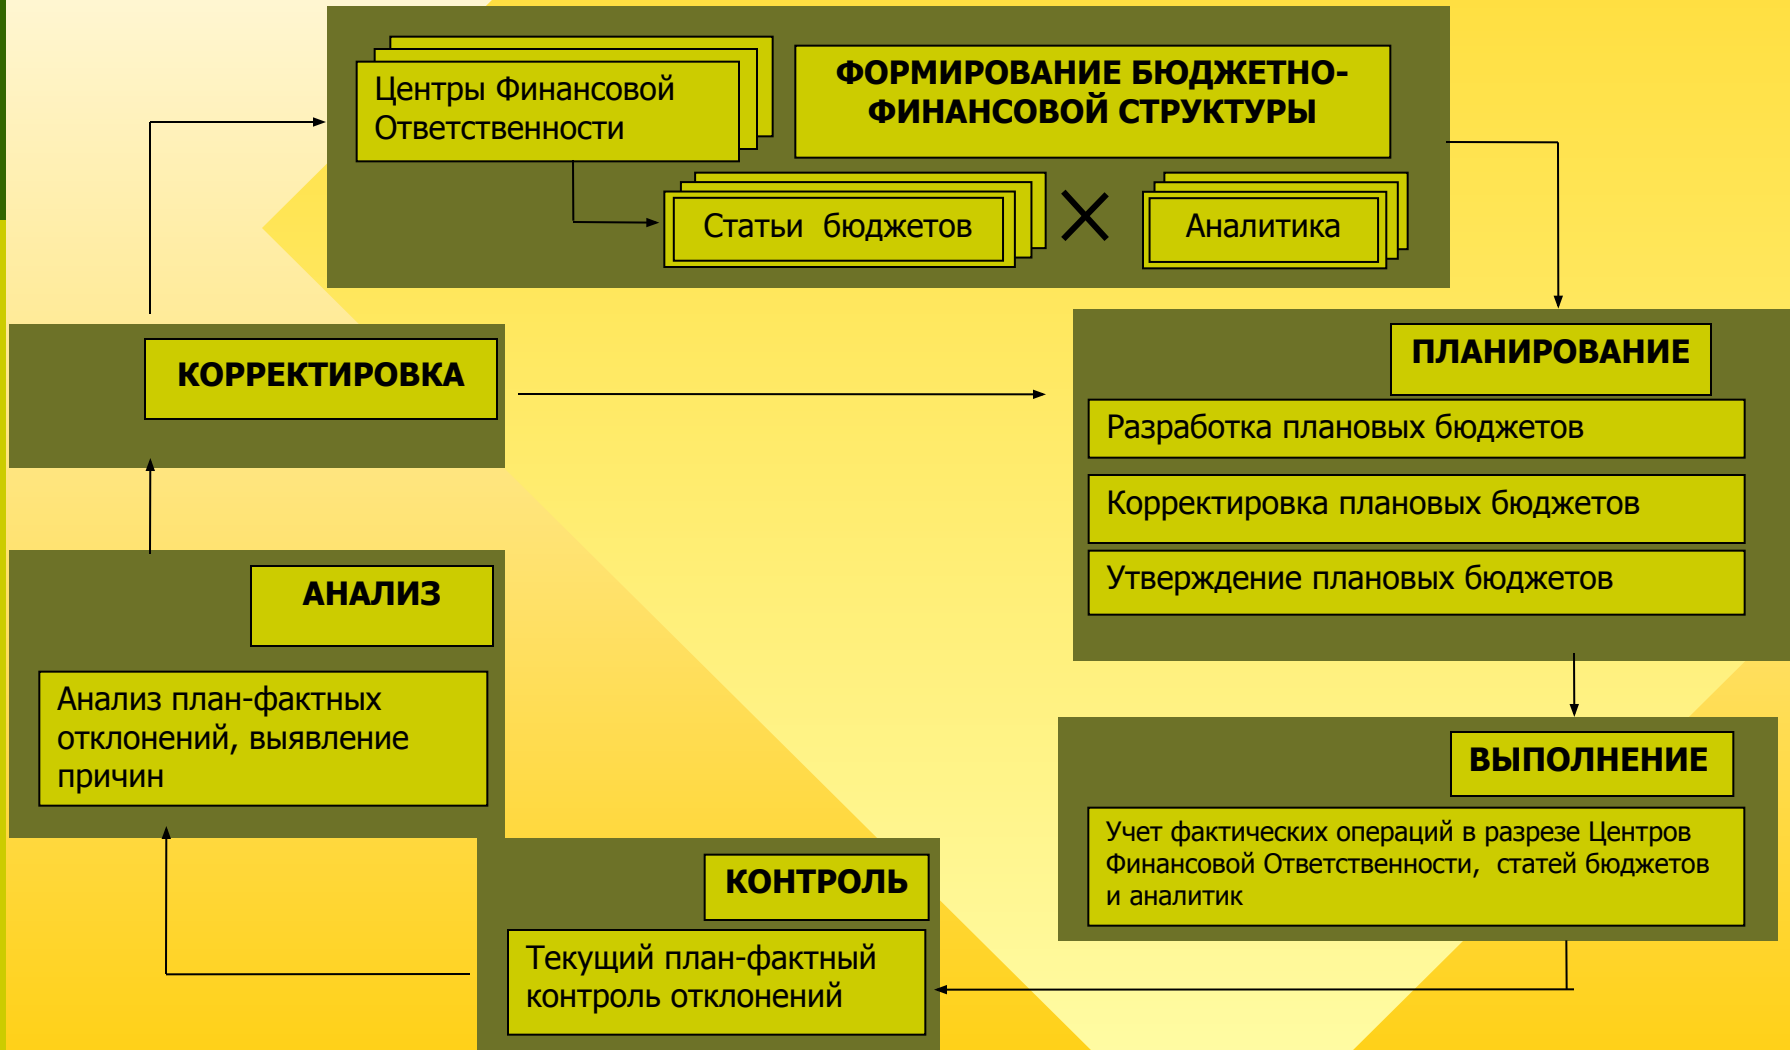 Центры Финансовой
Ответственности
ФОРМИРОВАНИЕ БЮДЖЕТНО-
ФИНАНСОВОЙ СТРУКТУРЫ
Статьи бюджетов
Аналитика
КОРРЕКТИРОВКА
ПЛАНИРОВАНИЕ
Разработка плановых бюджетов
Корректировка плановых бюджетов
Утверждение плановых бюджетов
АНАЛИЗ
Анализ план-фактных
отклонений, выявление
причин
ВЫПОЛНЕНИЕ
Учет фактических операций в разрезе Центров
Финансовой Ответственности, статей бюджетов
и аналитик
КОНТРОЛЬ
Текущий план-фактный
контроль отклонений